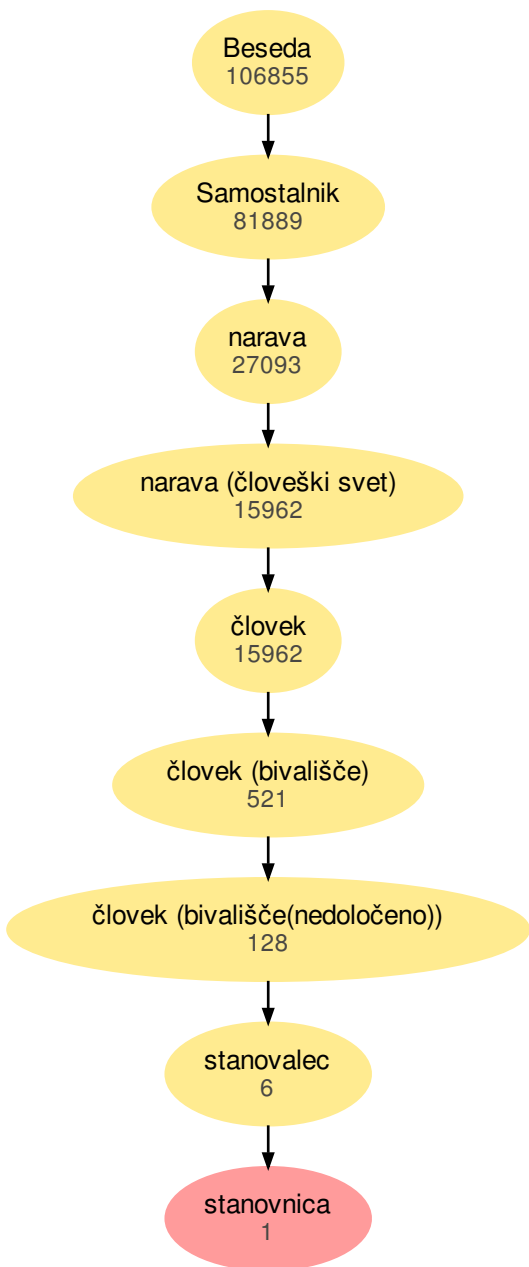 Beseda
106855
Samostalnik
81889
narava
27093
narava (človeški svet)
15962
človek
15962
človek (bivališče)
521
človek (bivališče(nedoločeno))
128
stanovalec
6
stanovnica
1